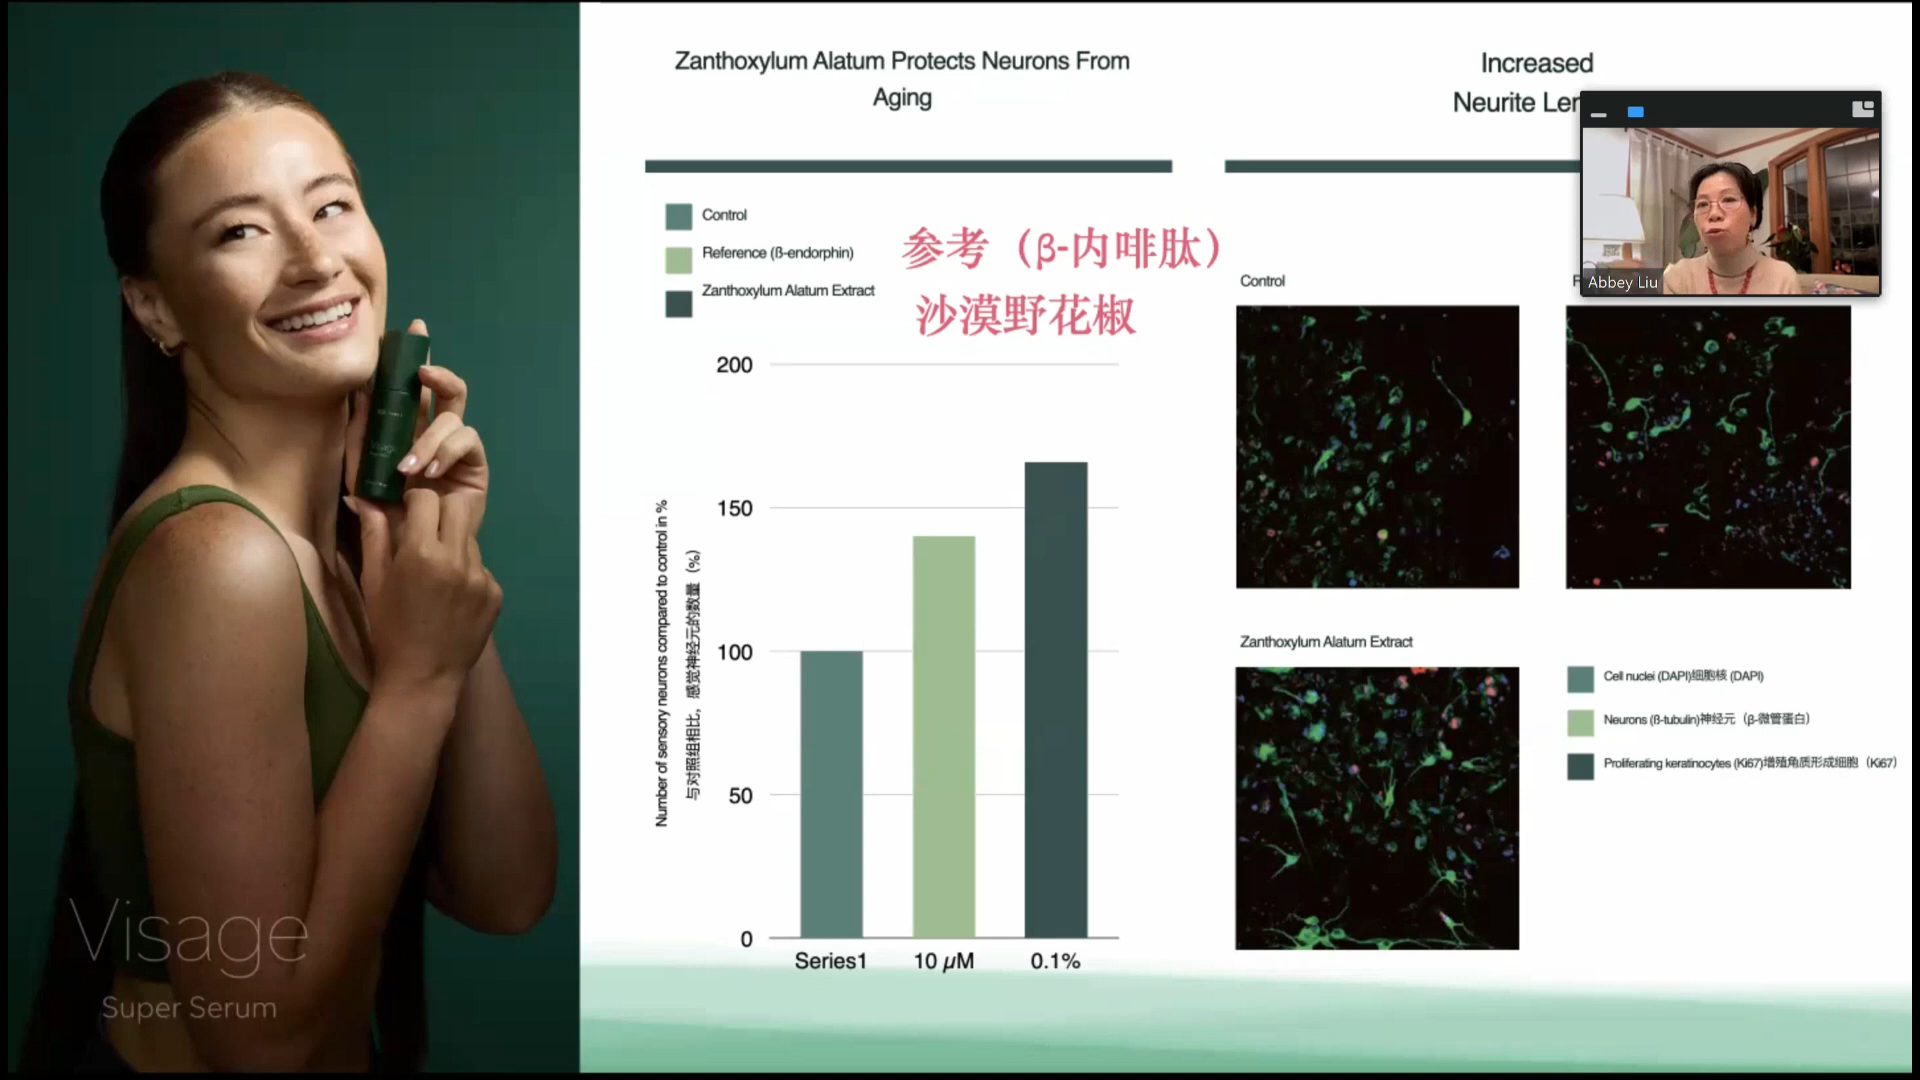 Zanthoxylum Alatum Protects Neurons From
Aging
Control
Reference (ß-endorphin)
Zanthoxylum Alatum Extract
参考（β-内啡肽）
沙漠野花椒
200
150
100
50
0
Number of sensory neurons compared to control in %
与对照组相比，感觉神经元的数量（%）
Series1
10 µM
0.1%
Increased
Neurite
Abbey Liu
Control
Zanthoxylum Alatum Extract
Cell nuclei (DAPI)细胞核 (DAPI)
Neurons (ß-tubulin)神经元（β-微管蛋白）
Proliferating keratinocytes (Ki67)增殖角质形成细胞（Ki67）
Visage
Super Serum